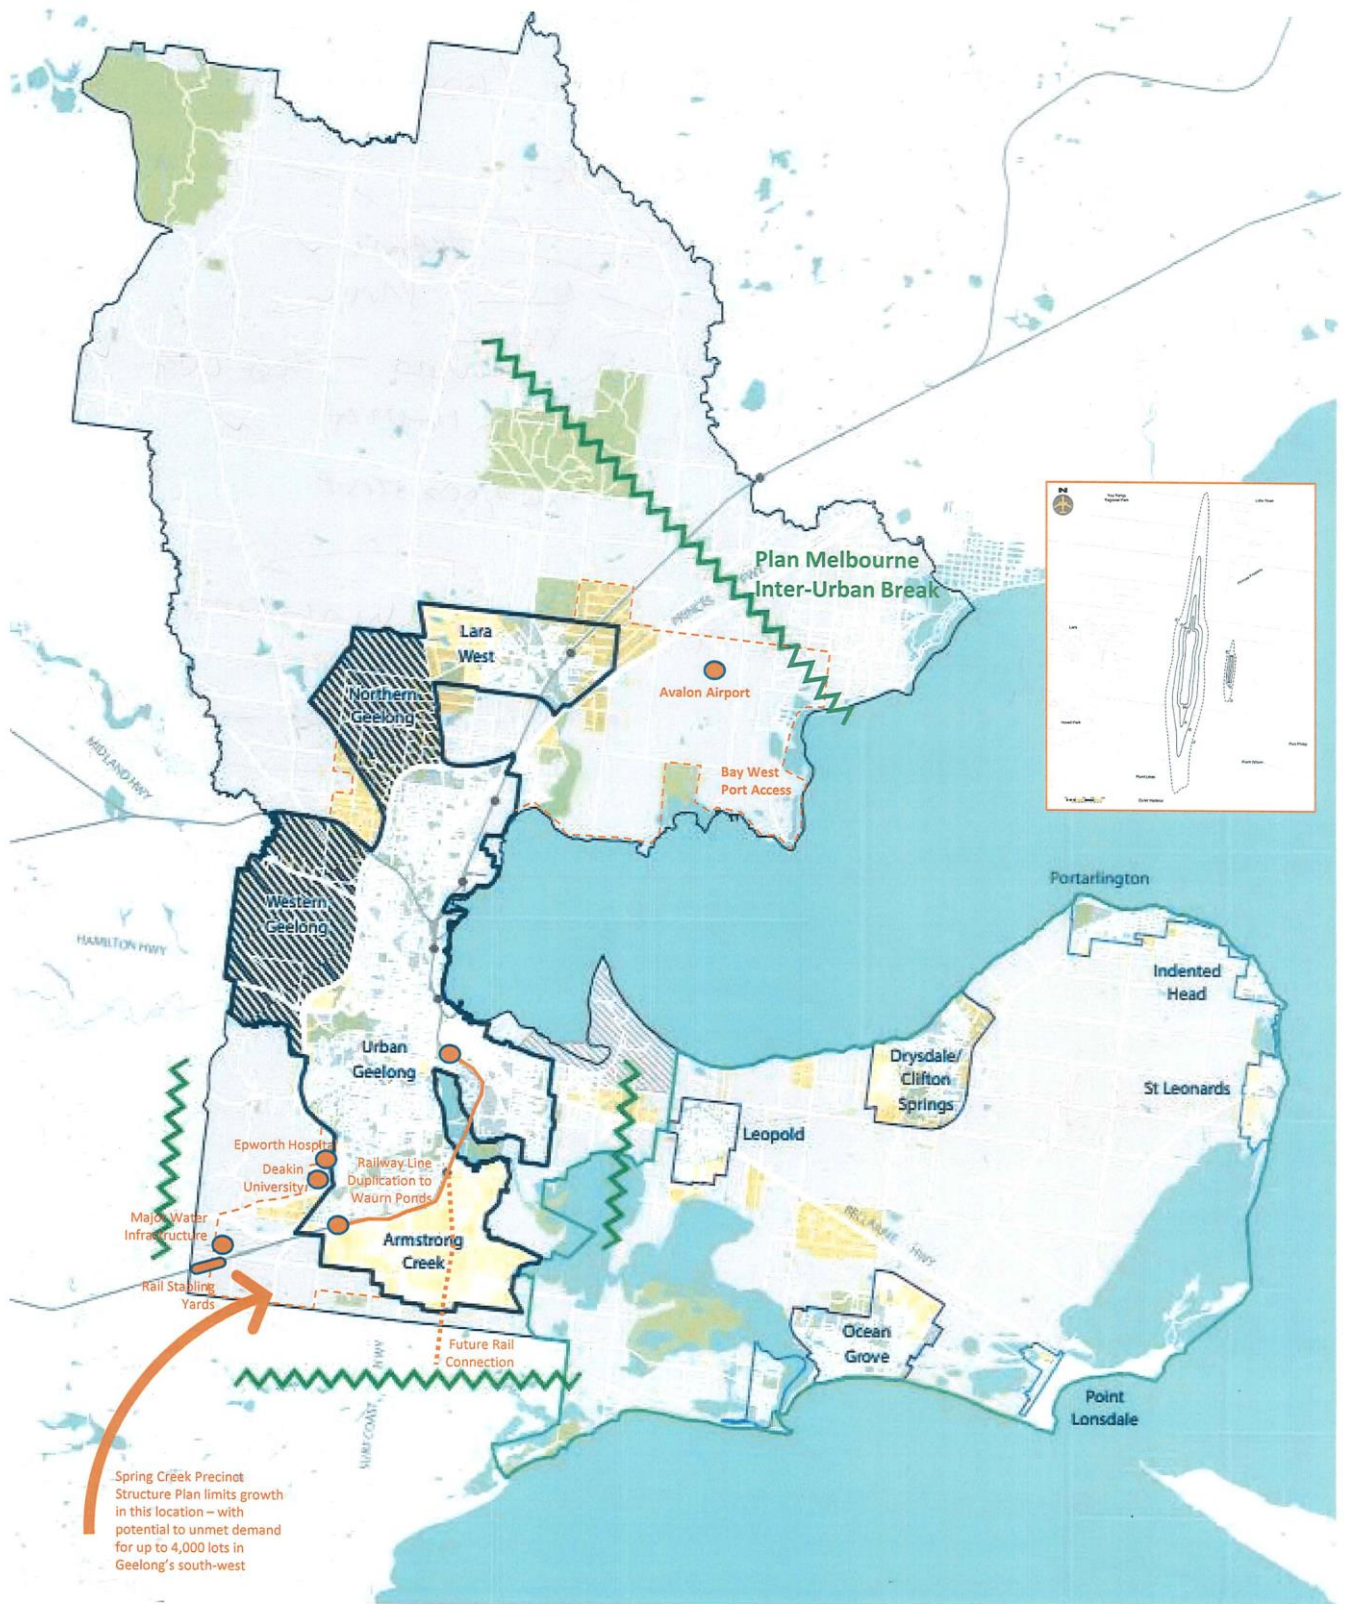 Plan Melbourne
Inter-Urban Break
PRINCES HWY
Lara
West
Northern
Geelong
Avalon Airport
Bay West
Port Access
N
MIDLAND HWY
Western
Geelong
HAMILTON HWY
Portarlington
Indented
Head
Urban
Geelong
Drysdale/
Clifton
Springs
St Leonards
Leopold
Epworth Hospital
Deakin
University
Railway Line
Duplication to
Waurn Ponds
Major Water
Infrastructure
Armstrong
Creek
BELLARINE HWY
Rail Stabling
Yards
Future Rail
Connection
Ocean
Grove
Point
Lonsdale
SURFCOAST HWY
Spring Creek Precinct
Structure Plan limits growth
in this location – with
potential to unmet demand
for up to 4,000 lots in
Geelong's south-west